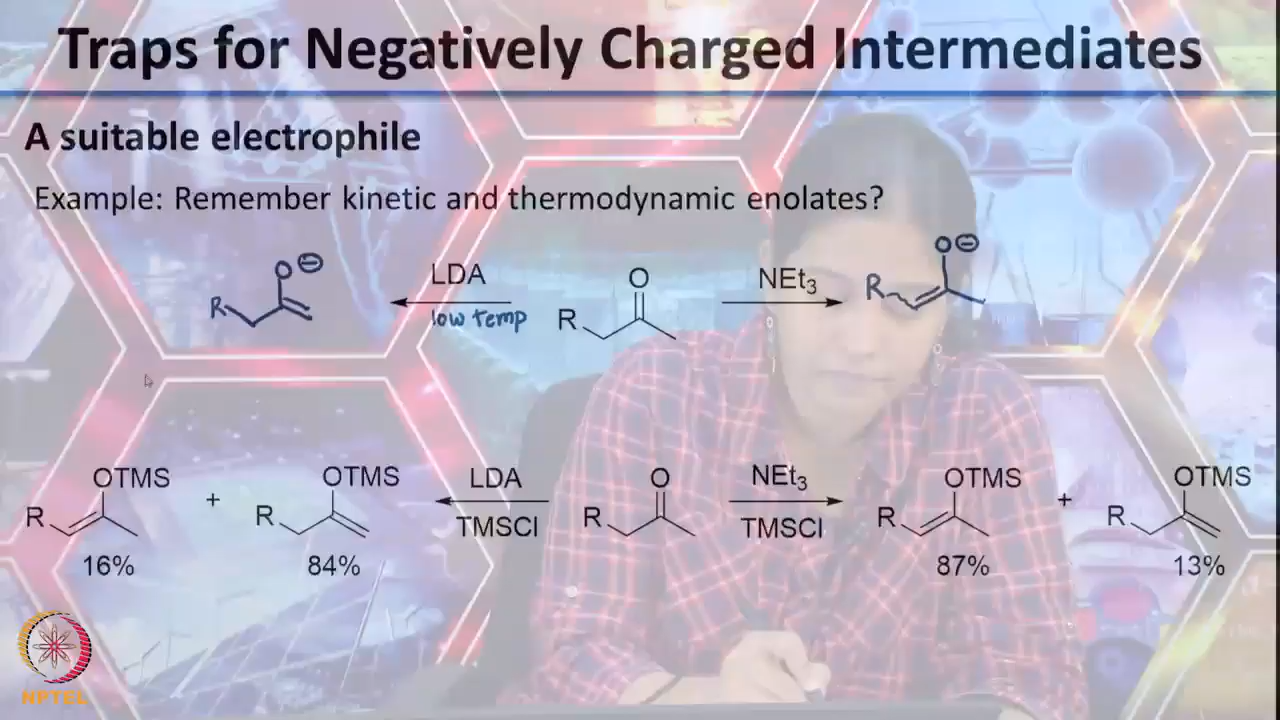 Traps for Negatively Charged Intermediates
A suitable electrophile
Example: Remember kinetic and thermodynamic enolates?
O⊖ R LDA low temp R O NEt3 R O⊖
OTMS R + OTMS R LDA TMSCl R O NEt3 TMSCl OTMS R + OTMS R
16% 84% 87% 13%
NPTEL